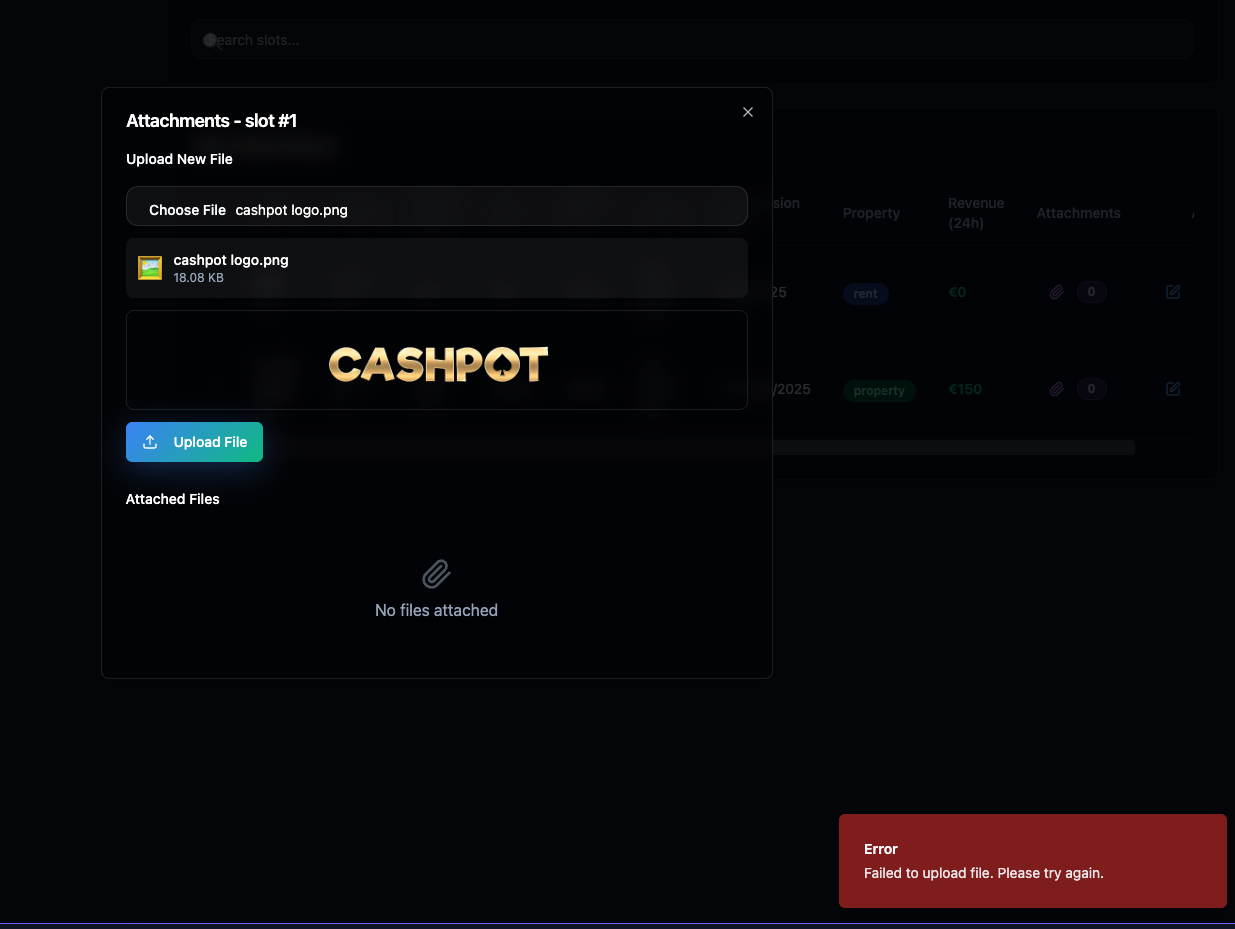 Search slots...
Attachments - slot #1
Upload New File
Choose File cashpot logo.png
cashpot logo.png
18.08 KB
CASHPOT
Upload File
Attached Files
No files attached
Property
Revenue
(24h)
Attachments
rent
€0
0
/2025
property
€150
0
Error
Failed to upload file. Please try again.